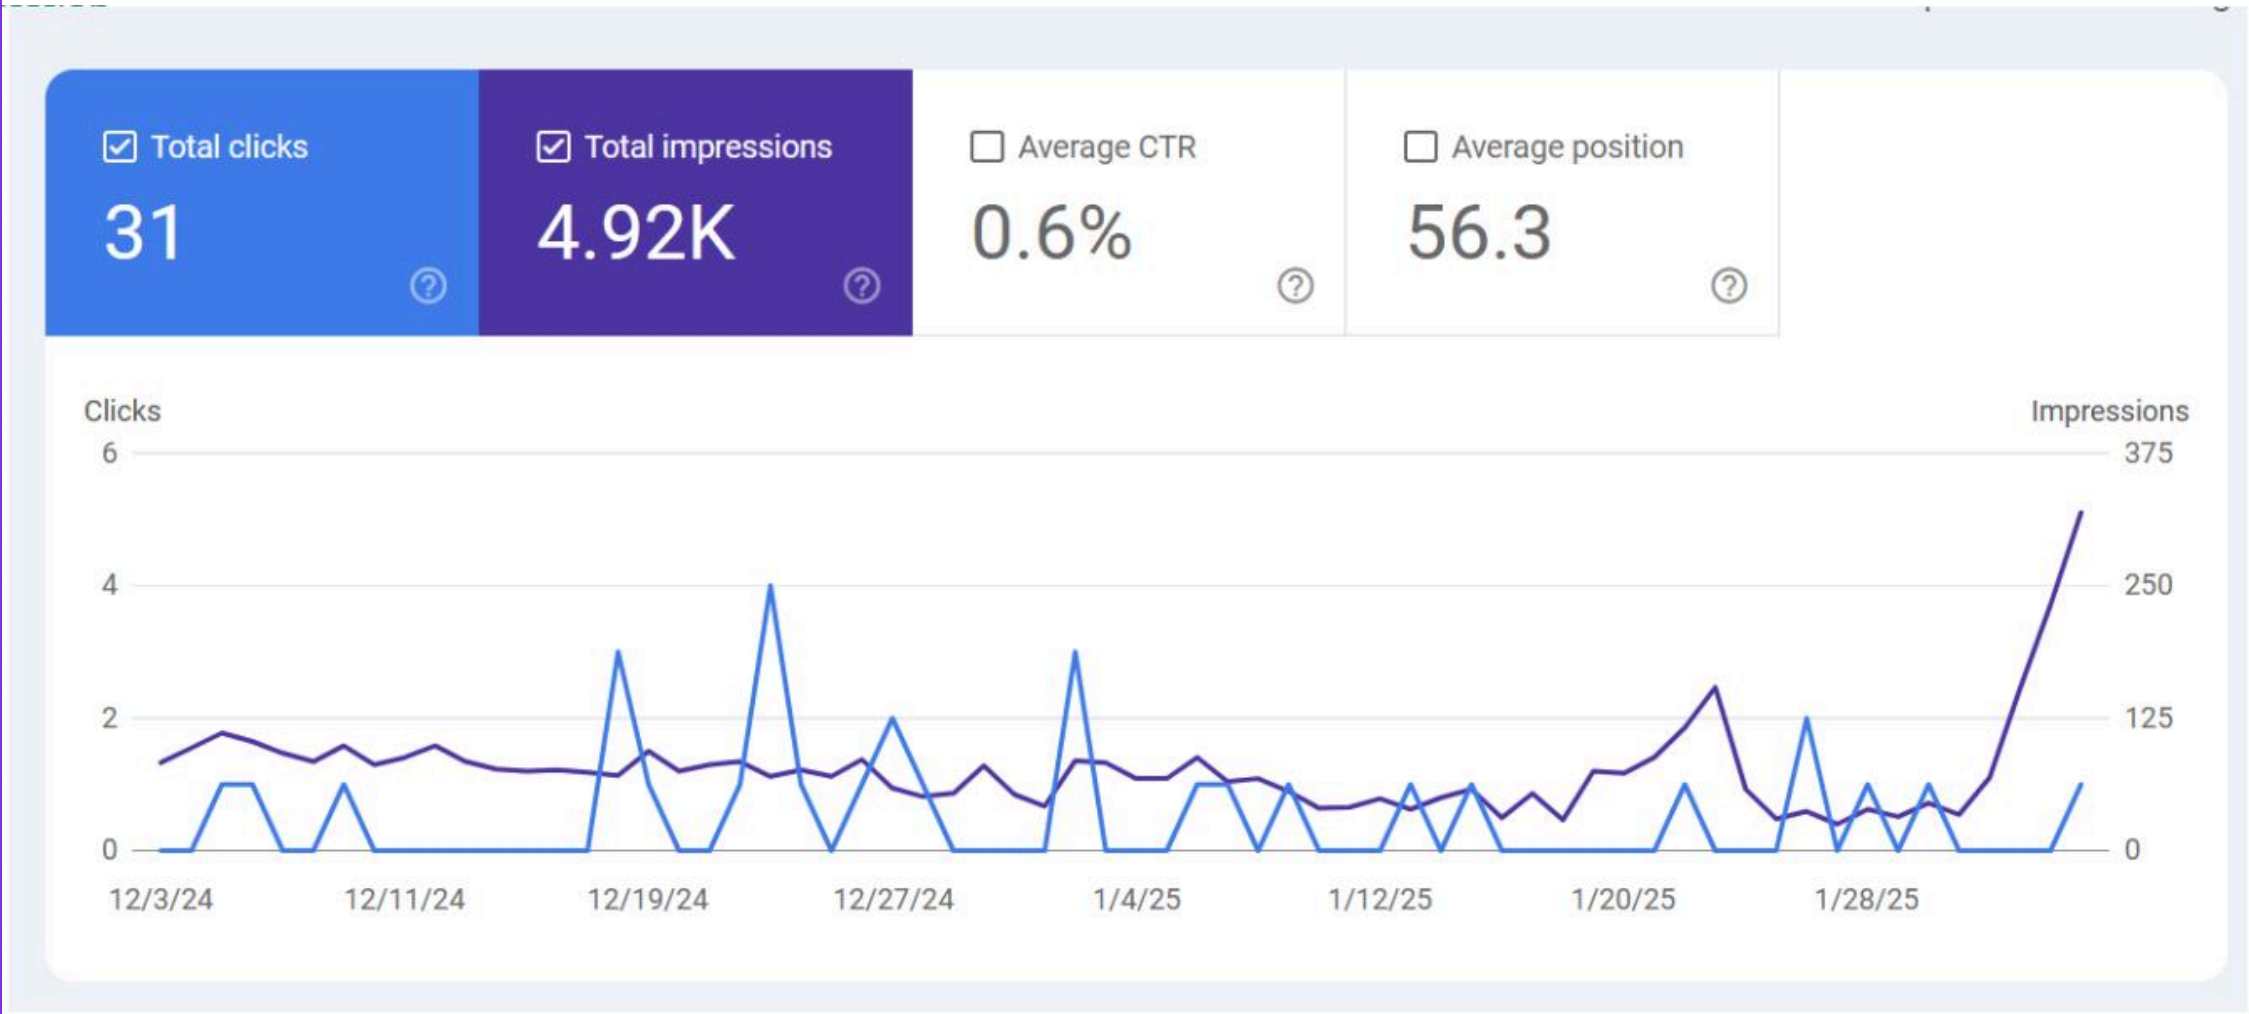 Total clicks
31
Total impressions
4.92K
Average CTR
0.6%
Average position
56.3
Clicks
Impressions
6
375
4
250
2
125
0
0
12/3/24 12/11/24 12/19/24 12/27/24 1/4/25 1/12/25 1/20/25 1/28/25